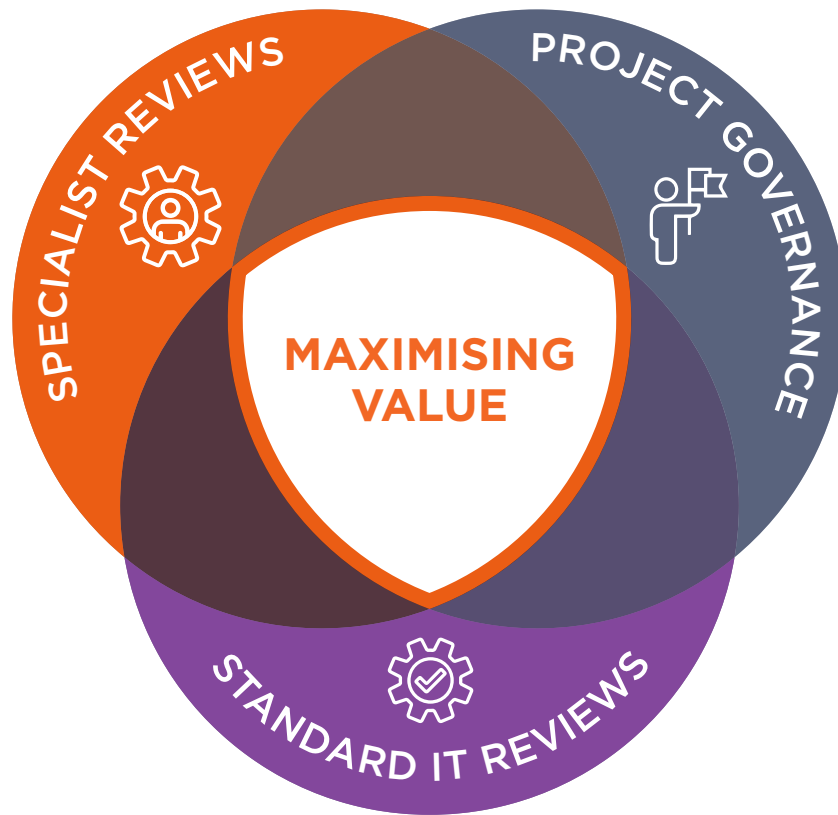 SPECIALIST REVIEWS
PROJECT GOVERNANCE
MAXIMISING
VALUE
STANDARD IT REVIEWS